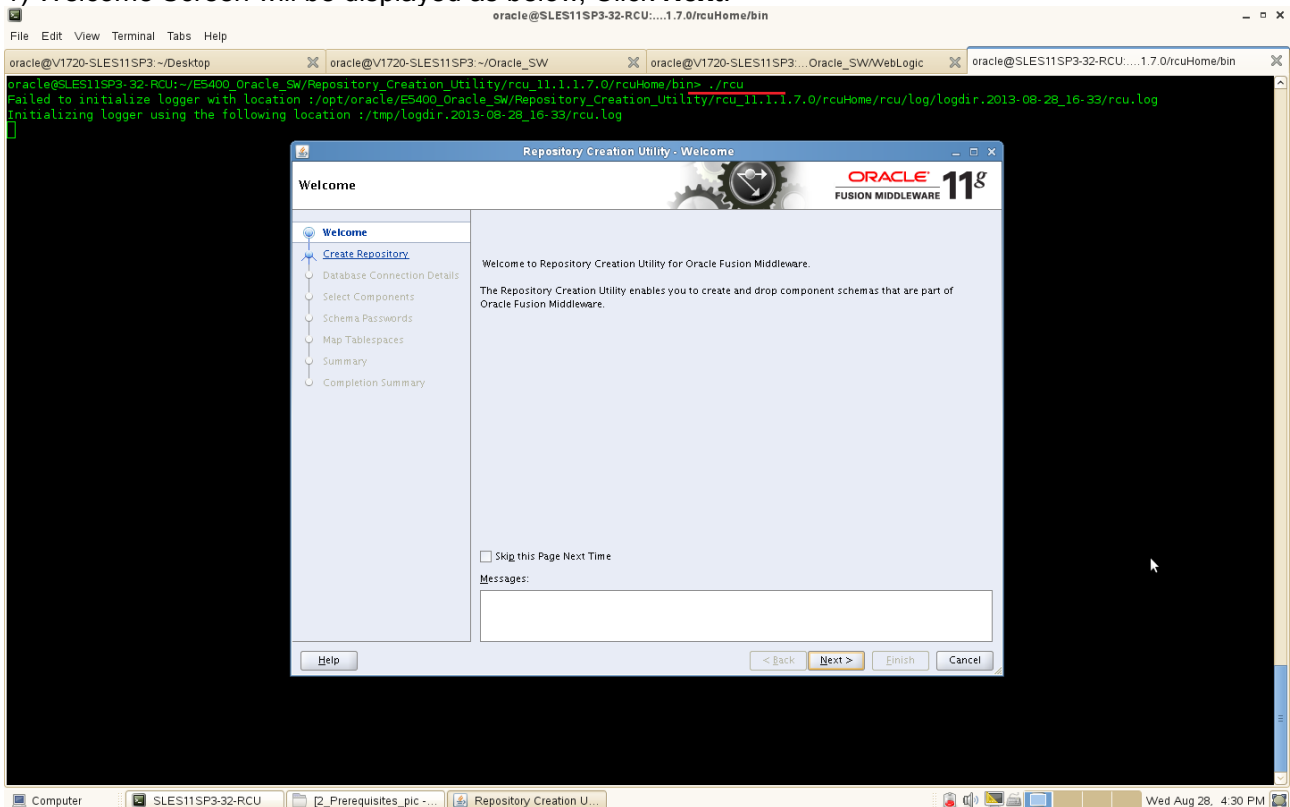 1) Welcome Screen will be displayed as below, Click Next.
oracle@SLES11SP3-32-RCU:....1.7.0/rcuHome/bin
File Edit View Terminal Tabs Help
oracle@V1720-SLES11SP3:~/Desktop oracle@V1720-SLES11SP3:~/Oracle_SW oracle@V1720-SLES11SP3:...Oracle_SW/WebLogic oracle@SLES11SP3-32-RCU:....1.7.0/rcuHome/bin
oracle@SLES11SP3-32-RCU:~/E5400_Oracle_SW/Repository_Creation_Utility/rcu_11.1.1.7.0/rcuHome/bin> ./rcu
Failed to initialize logger with location :/opt/oracle/E5400_Oracle_SW/Repository_Creation_Utility/rcu_11.1.1.7.0/rcuHome/rcu/log/logdir.2013-08-28_16-33/rcu.log
Initializing logger using the following location :/tmp/logdir.2013-08-28_16-33/rcu.log
Repository Creation Utility - Welcome
Welcome
ORACLE
FUSION MIDDLEWARE 11g
Welcome
Create Repository
Database Connection Details
Select Components
Schema Passwords
Map Tablespaces
Summary
Completion Summary
Welcome to Repository Creation Utility for Oracle Fusion Middleware.
The Repository Creation Utility enables you to create and drop component schemas that are part of
Oracle Fusion Middleware.
Skip this Page Next Time
Messages:
Help < Back Next > Finish Cancel
Computer SLES11SP3-32-RCU [2_Prerequisites_pic -... Repository Creation U... Wed Aug 28, 4:30 PM